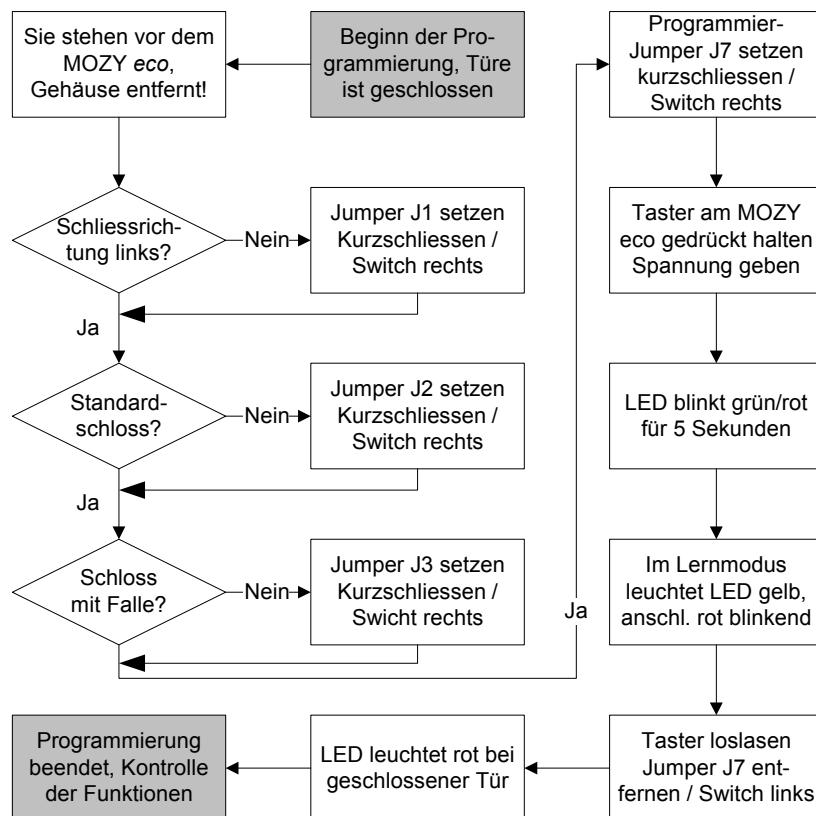 Beginn der Pro-
grammierung, Türe
ist geschlossen
Sie stehen vor dem
MOZY eco,
Gehäuse entfernt!
Schliessrich-
tung links?
Nein
Jumper J1 setzen
Kurzschliessen /
Switch rechts
Ja
Standard-
schloss?
Nein
Jumper J2 setzen
Kurzschliessen /
Switch rechts
Ja
Schloss
mit Falle?
Nein
Jumper J3 setzen
Kurzschliessen /
Swicht rechts
Ja
Programmier-
Jumper J7 setzen
kurzschliessen /
Switch rechts
Taster am MOZY
eco gedrückt halten
Spannung geben
LED blinkt grün/rot
für 5 Sekunden
Im Lernmodus
leuchtet LED gelb,
anschl. rot blinkend
Taster loslasen
Jumper J7 ent-
fernen / Switch links
LED leuchtet rot bei
geschlossener Tür
Programmierung
beendet, Kontrolle
der Funktionen